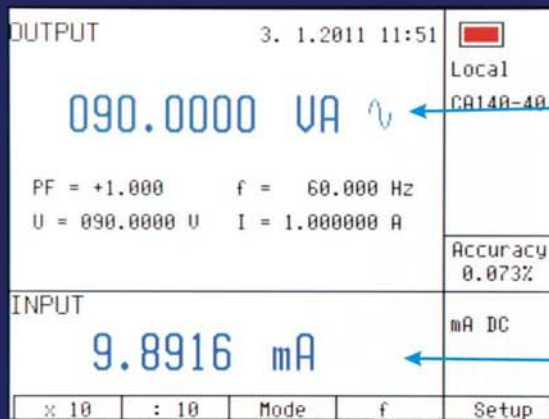 OUTPUT
3. 1.2011 11:51
Local
090.0000 VA
CA140-40
PF = +1.000 f = 60.000 Hz
U = 090.0000 V I = 1.000000 A
Accuracy
0.073%
INPUT
mA DC
9.8916 mA
x 10 : 10 Mode f Setup